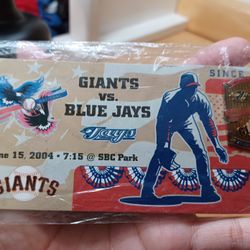 SINCE
GIANTS
VS.
BLUE JAYS
Jays
ne 15, 2004 • 7:15 @ SBC Park
GIANTS